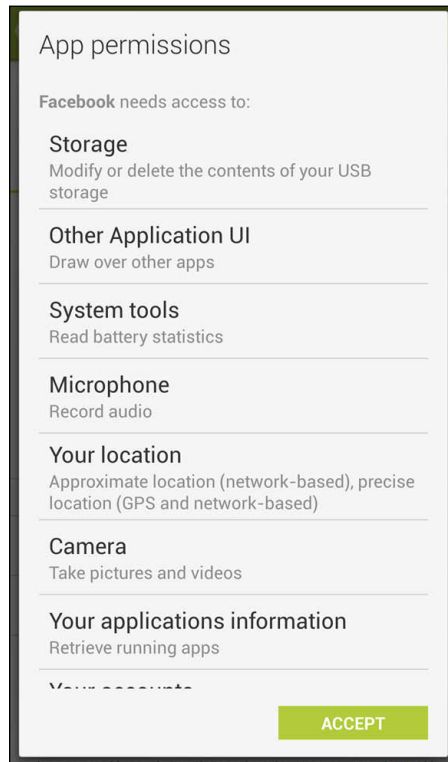 App permissions
Facebook needs access to:
Storage
Modify or delete the contents of your USB
storage
Other Application UI
Draw over other apps
System tools
Read battery statistics
Microphone
Record audio
Your location
Approximate location (network-based), precise
location (GPS and network-based)
Camera
Take pictures and videos
Your applications information
Retrieve running apps
Your accounts
ACCEPT